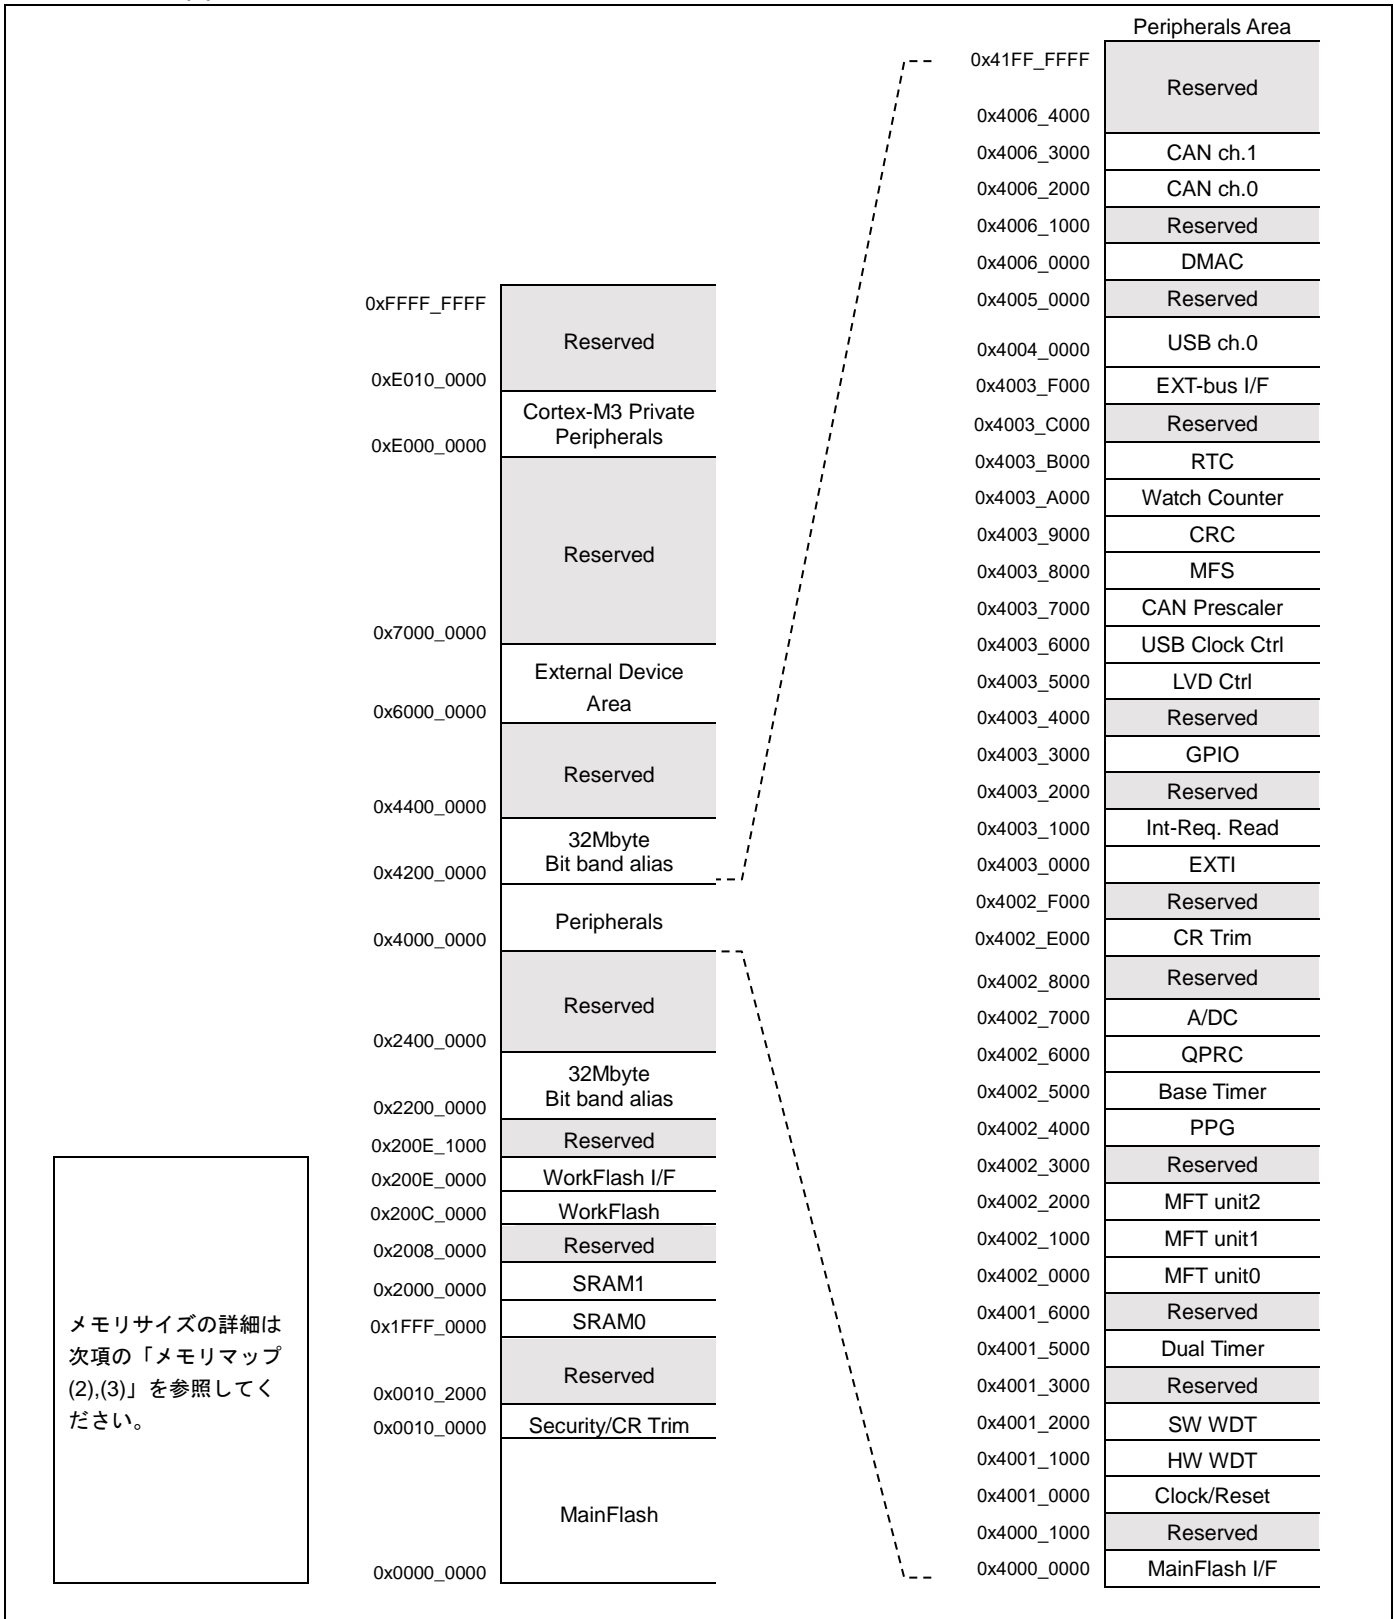 Peripherals Area
0x41FF_FFFF
Reserved
0x4006_4000
0x4006_3000 CAN ch.1
0x4006_2000 CAN ch.0
0x4006_1000 Reserved
0x4006_0000 DMAC
0x4005_0000 Reserved
0x4004_0000 USB ch.0
0x4003_F000 EXT-bus I/F
0x4003_C000 Reserved
0x4003_B000 RTC
0x4003_A000 Watch Counter
0x4003_9000 CRC
0x4003_8000 MFS
0x4003_7000 CAN Prescaler
0x4003_6000 USB Clock Ctrl
0x4003_5000 LVD Ctrl
0x4003_4000 Reserved
0x4003_3000 GPIO
0x4003_2000 Reserved
0x4003_1000 Int-Req. Read
0x4003_0000 EXTI
0x4002_F000 Reserved
0x4002_E000 CR Trim
0x4002_8000 Reserved
0x4002_7000 A/DC
0x4002_6000 QPRC
0x4002_5000 Base Timer
0x4002_4000 PPG
0x4002_3000 Reserved
0x4002_2000 MFT unit2
0x4002_1000 MFT unit1
0x4002_0000 MFT unit0
0x4001_6000 Reserved
0x4001_5000 Dual Timer
0x4001_3000 Reserved
0x4001_2000 SW WDT
0x4001_1000 HW WDT
0x4001_0000 Clock/Reset
0x4000_1000 Reserved
0x4000_0000 MainFlash I/F
0xFFFF_FFFF
Reserved
0xE010_0000
Cortex-M3 Private
Peripherals
0xE000_0000
Reserved
0x7000_0000
External Device
Area
0x6000_0000
Reserved
0x4400_0000
32Mbyte
Bit band alias
0x4200_0000
Peripherals
0x4000_0000
Reserved
0x2400_0000
32Mbyte
Bit band alias
0x2200_0000
0x200E_1000 Reserved
0x200E_0000 WorkFlash I/F
0x200C_0000 WorkFlash
0x2008_0000 Reserved
0x2000_0000 SRAM1
0x1FFF_0000 SRAM0
Reserved
0x0010_2000
0x0010_0000 Security/CR Trim
MainFlash
0x0000_0000
メモリサイズの詳細は
次項の「メモリマップ
(2),(3)」を参照してく
ださい。